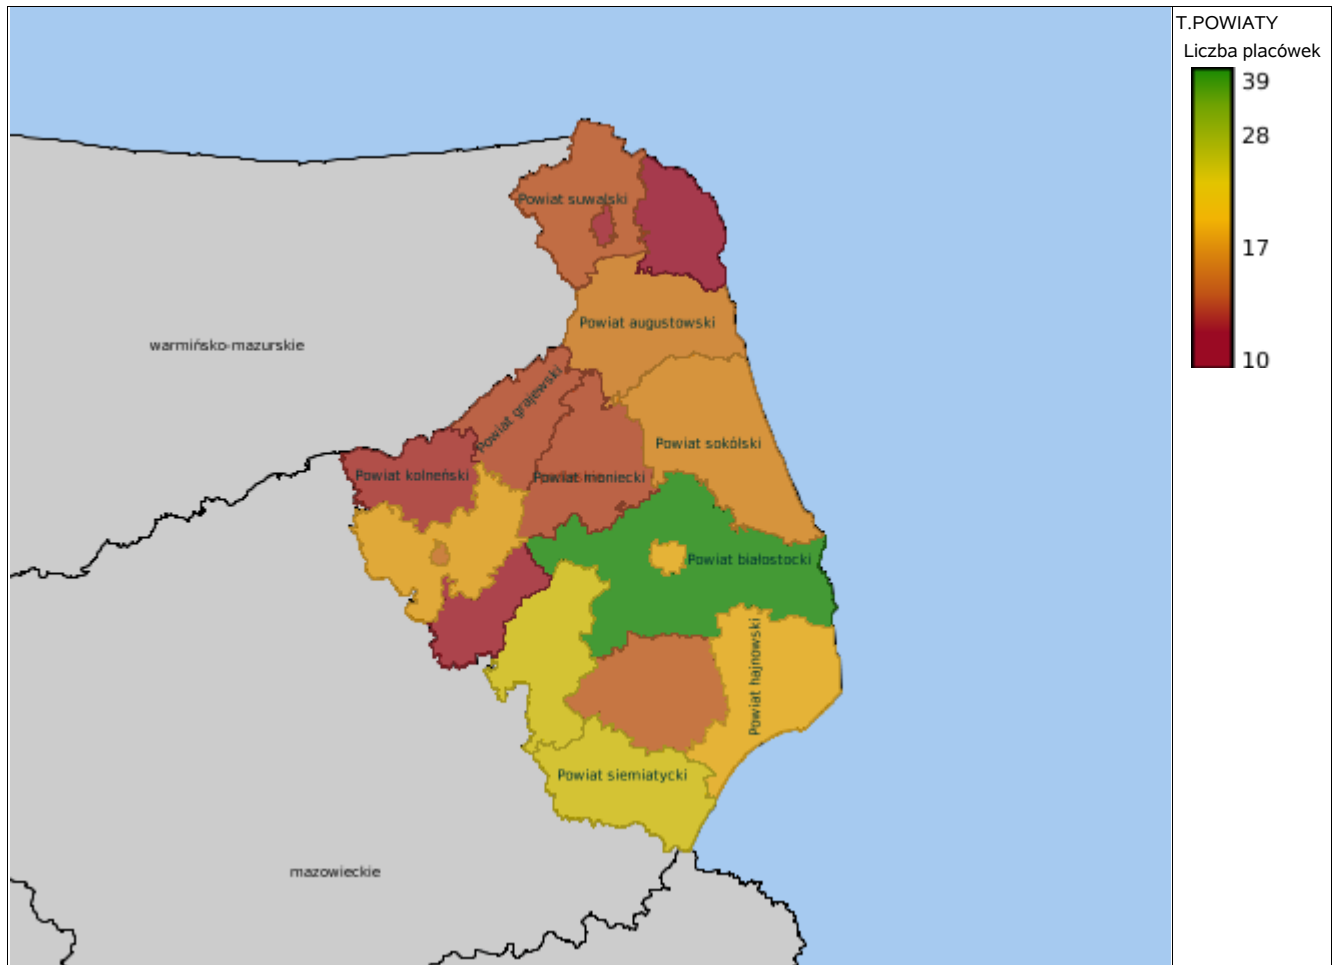 T.POWIATY
Liczba placówek
39
28
17
10
Powiat suwalski
Powiat augustowski
warmińsko-mazurskie
Powiat grajewski
Powiat sokólski
Powiat kolneński
Powiat moniecki
Powiat białostocki
Powiat hajnowski
Powiat siemiatycki
mazowieckie